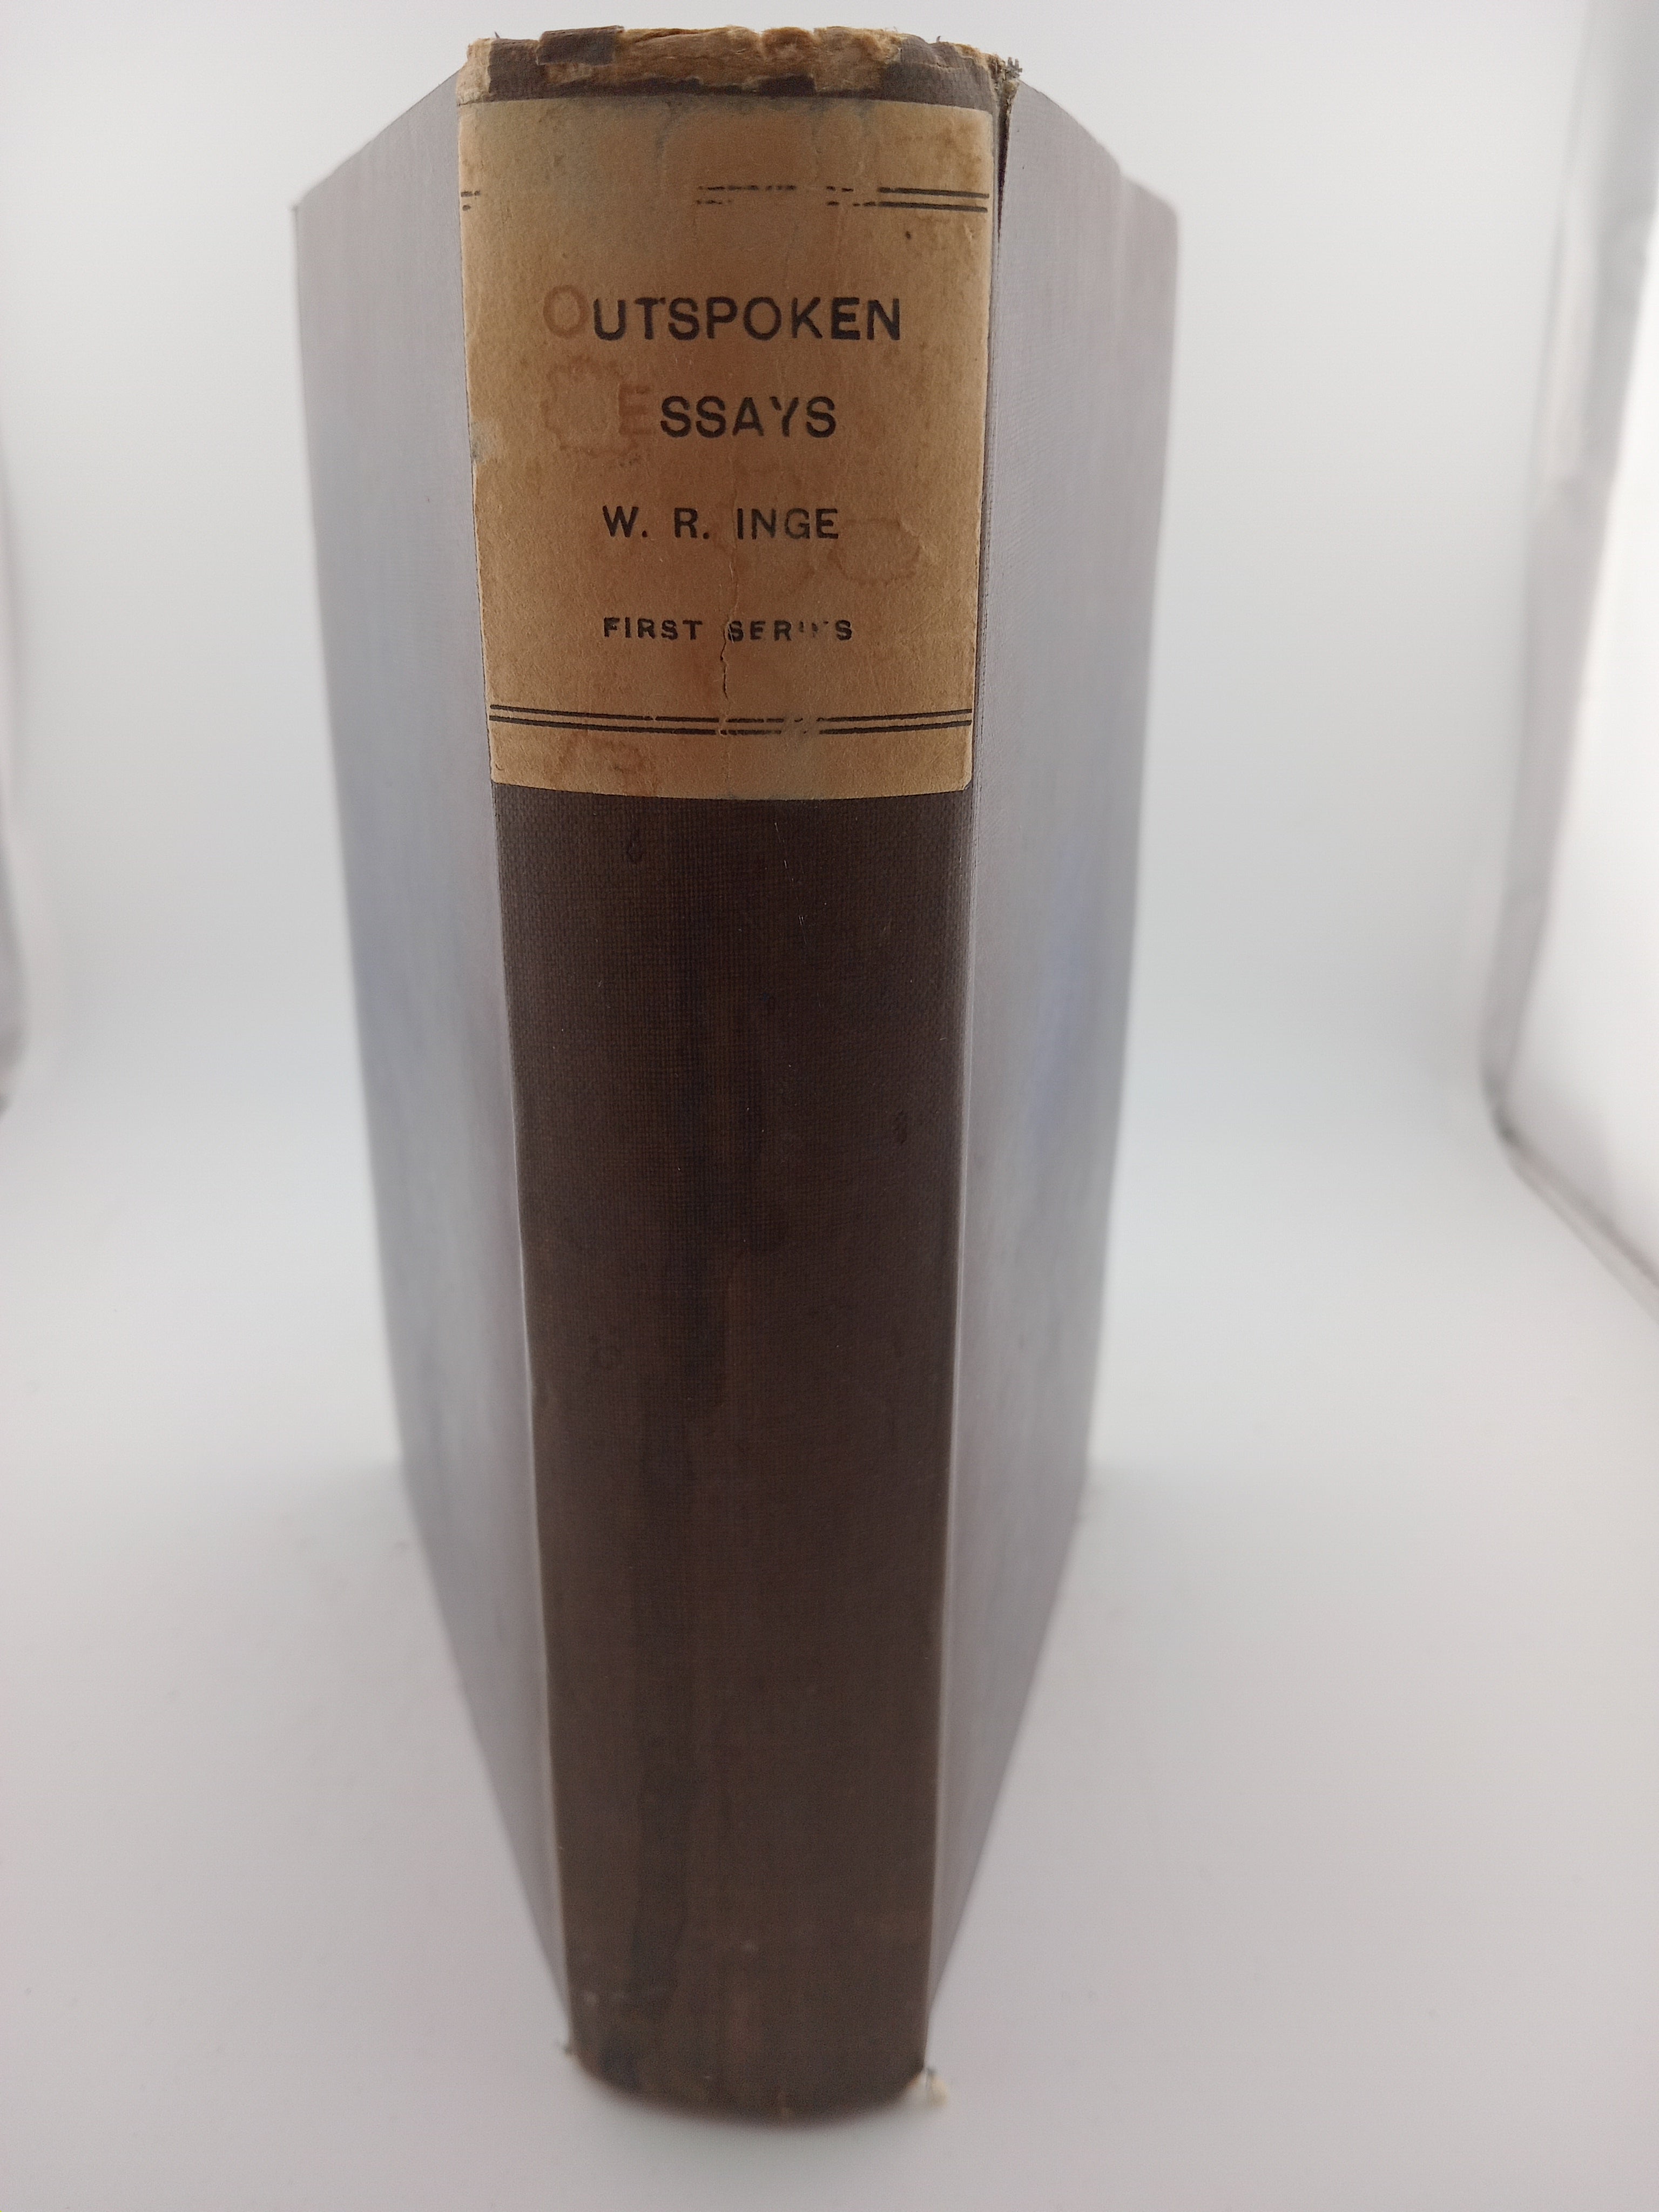 OUTSPOKEN
ESSAYS
W. R. INGE
FIRST SERIES